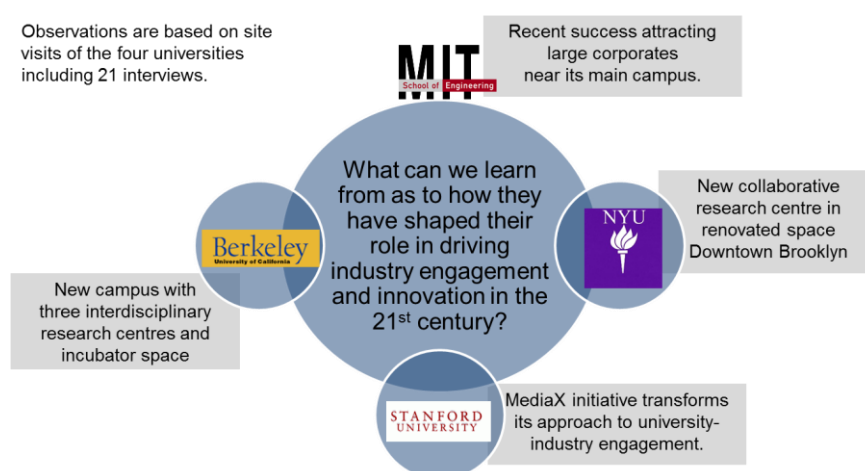 Observations are based on site
visits of the four universities
including 21 interviews.
MIT
School of Engineering
Recent success attracting
large corporates
near its main campus.
What can we learn
from as to how they
have shaped their
role in driving
industry engagement
and innovation in the
21st century?
Berkeley
University of California
New campus with
three interdisciplinary
research centres and
incubator space
NYU
New collaborative
research centre in
renovated space
Downtown Brooklyn
STANFORD
UNIVERSITY
MediaX initiative transforms
its approach to university-
industry engagement.